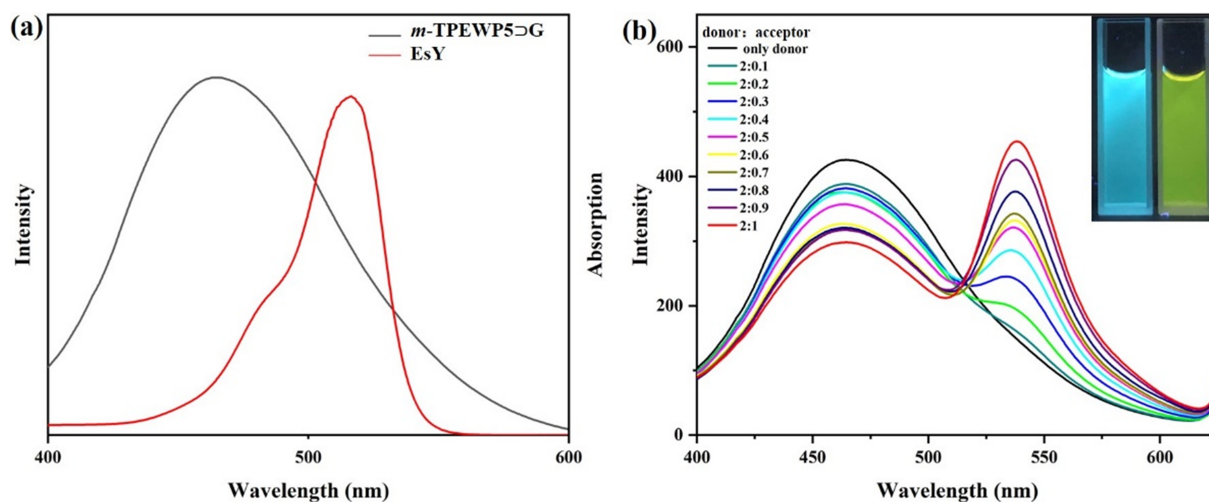 (a)
m-TPEWP5⊃G
EsY
Intensity
Absorption
400
500
600
Wavelength (nm)
(b)
donor: acceptor
only donor
2:0.1
2:0.2
2:0.3
2:0.4
2:0.5
2:0.6
2:0.7
2:0.8
2:0.9
2:1
Intensity
600
400
200
0
400
450
500
550
600
Wavelength (nm)